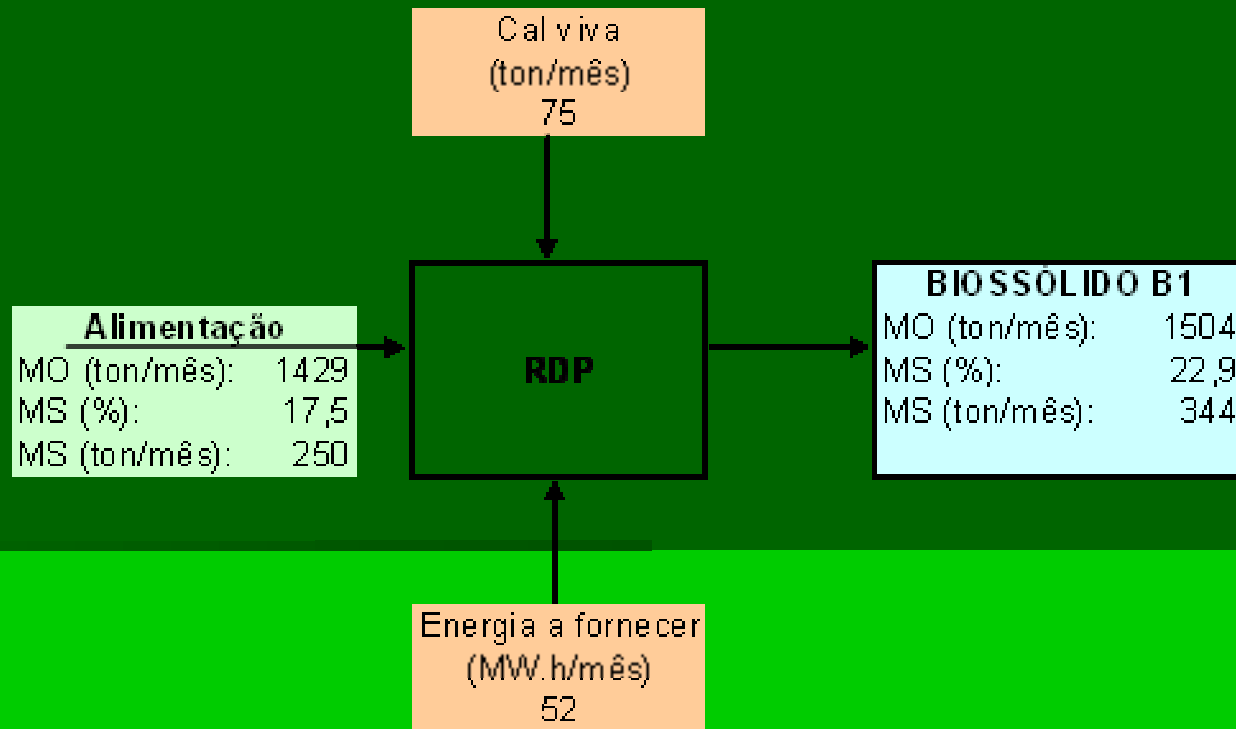 Cal viva
(ton/mês)
75
Alimentação
MO (ton/mês): 1429
MS (%): 17,5
MS (ton/mês): 250
RDP
BIOSSÓLIDO B1
MO (ton/mês): 1504
MS (%): 22,9
MS (ton/mês): 344
Energia a fornecer
(MW.h/mês)
52